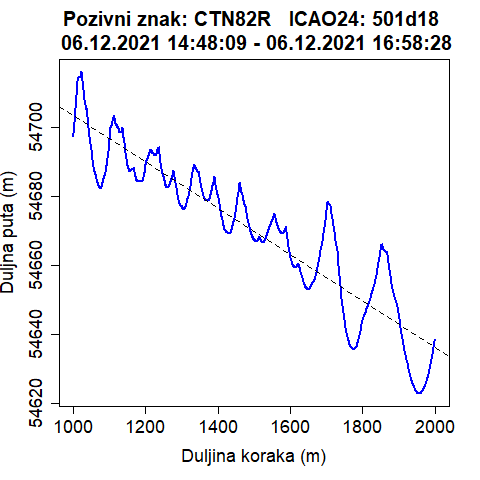 Pozivni znak: CTN82R ICAO24: 501d18
06.12.2021 14:48:09 - 06.12.2021 16:58:28
Duljna puta (m)
54700
54680
54660
54640
54620
1000 1200 1400 1600 1800 2000
Duljina koraka (m)